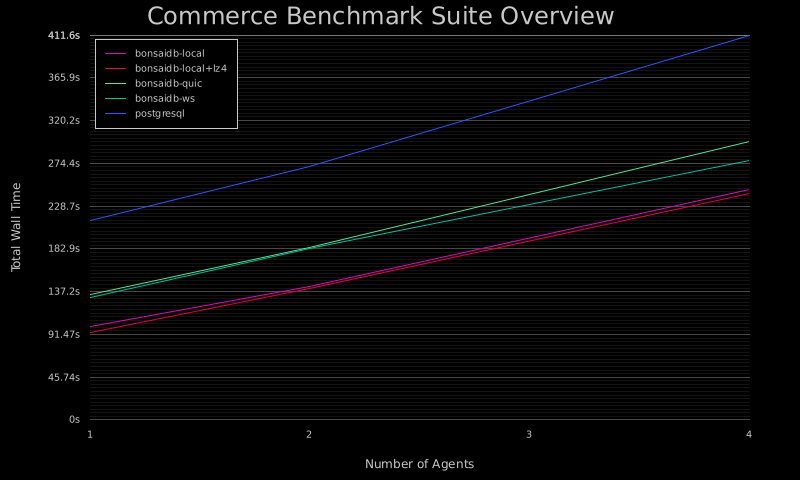 Commerce Benchmark Suite Overview
411.6s
365.9s
320.2s
274.4s
228.7s
182.9s
137.2s
91.47s
45.74s
0s
bonsaidb-local
bonsaidb-local+lz4
bonsaidb-quic
bonsaidb-ws
postgresql
Total Wall Time
1
2
3
4
Number of Agents